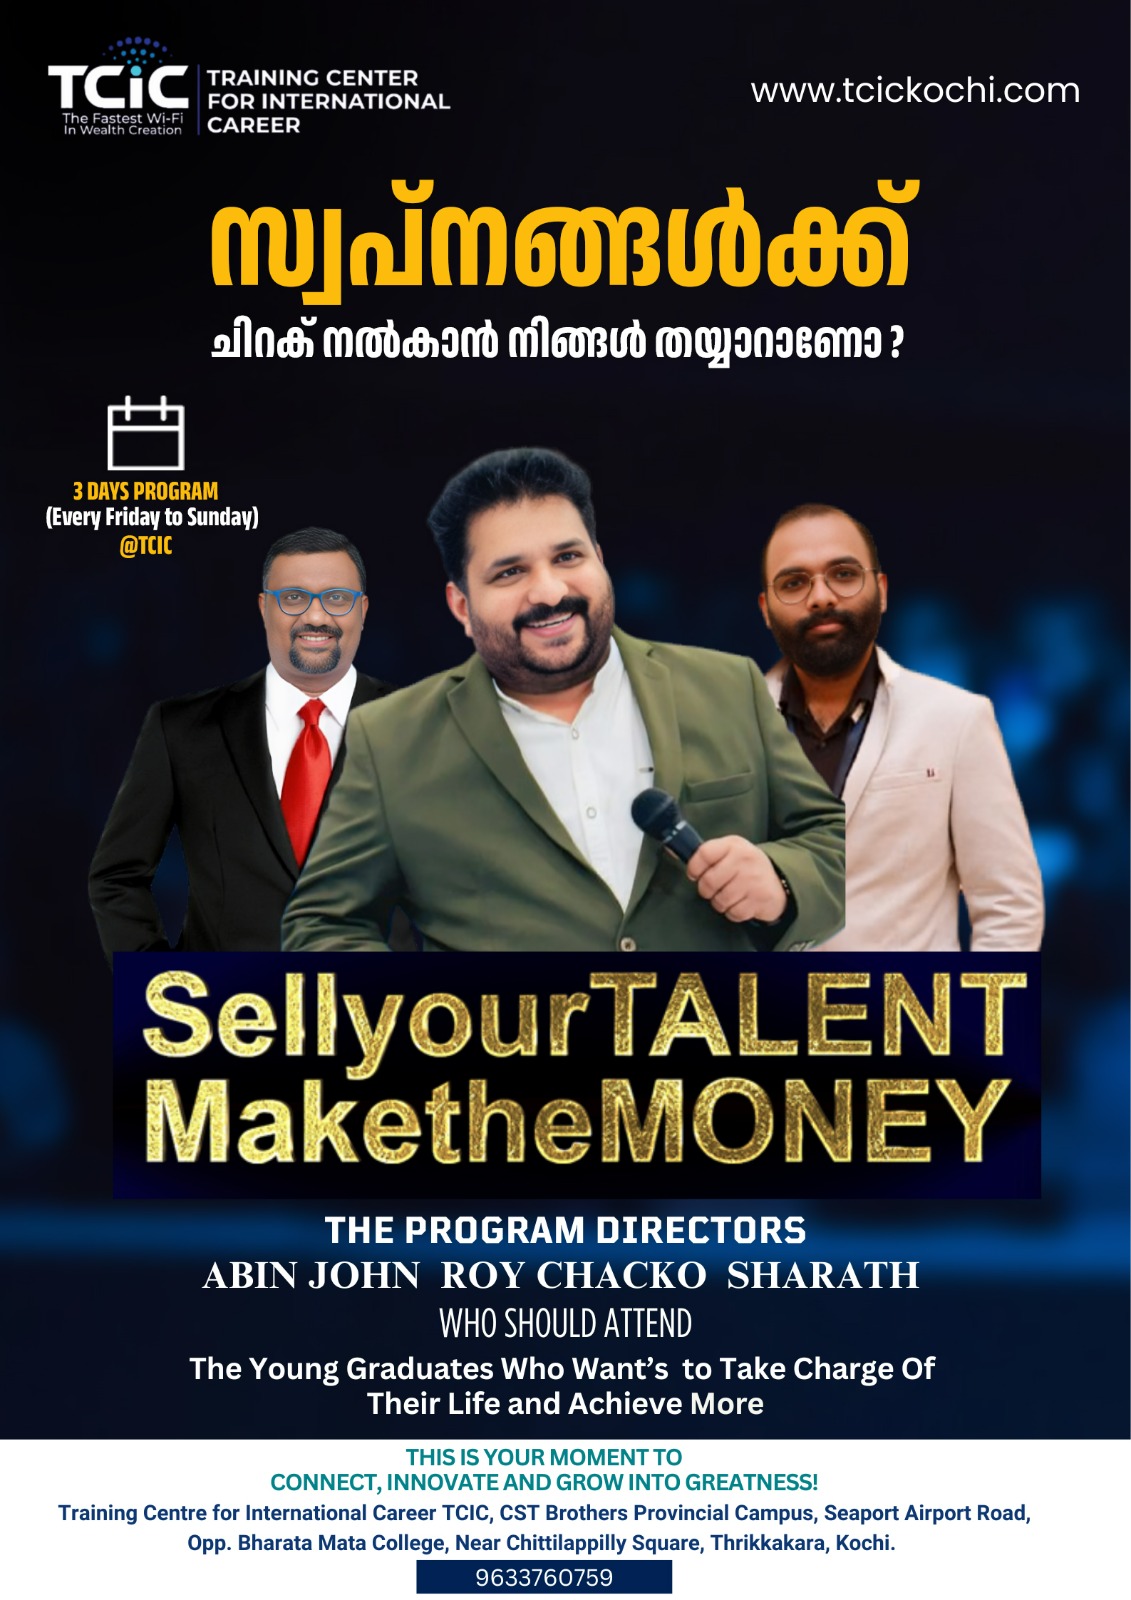 TCiC
The Fastest Wi-Fi
In Wealth Creation
TRAINING CENTER
FOR INTERNATIONAL
CAREER
www.tcickochi.com
സ്വപ്നങ്ങൾക്ക്
ചിറക് നൽകാൻ നിങ്ങൾ തയ്യാറാണോ ?
3 DAYS PROGRAM
(Every Friday to Sunday)
@TCIC
SellyourTALENT
MaketheMONEY
THE PROGRAM DIRECTORS
ABIN JOHN ROY CHACKO SHARATH
WHO SHOULD ATTEND
The Young Graduates Who Want’s to Take Charge Of
Their Life and Achieve More
THIS IS YOUR MOMENT TO
CONNECT, INNOVATE AND GROW INTO GREATNESS!
Training Centre for International Career TCIC, CST Brothers Provincial Campus, Seaport Airport Road,
Opp. Bharata Mata College, Near Chittilappilly Square, Thrikkakara, Kochi.
9633760759